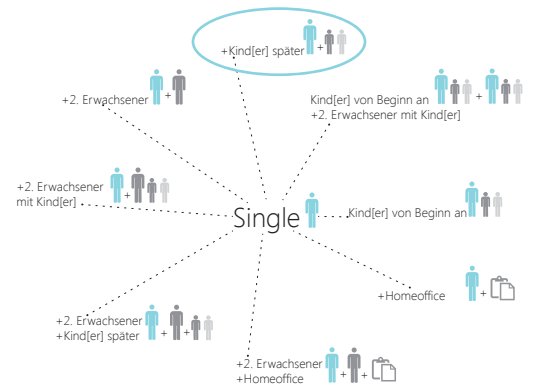 +Kind[er] später
+
+2. Erwachsener
+
Kind[er] von Beginn an
+2. Erwachsener mit Kind[er]
+
+2. Erwachsener
mit Kind[er]
+
Single
Kind[er] von Beginn an
+Homeoffice
+
+2. Erwachsener
+Kind[er] später
+
+
+2. Erwachsener
+Homeoffice
+
+